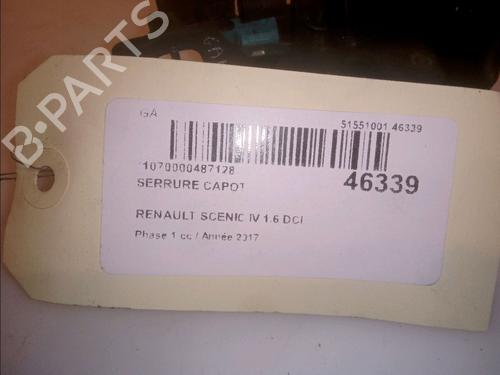 B-PARTS
GA
51551001 46339
1070000487128
SERRURE CAPOT
46339
RENAULT SCENIC IV 1.6 DCI
Phase 1 cc / Année 2017